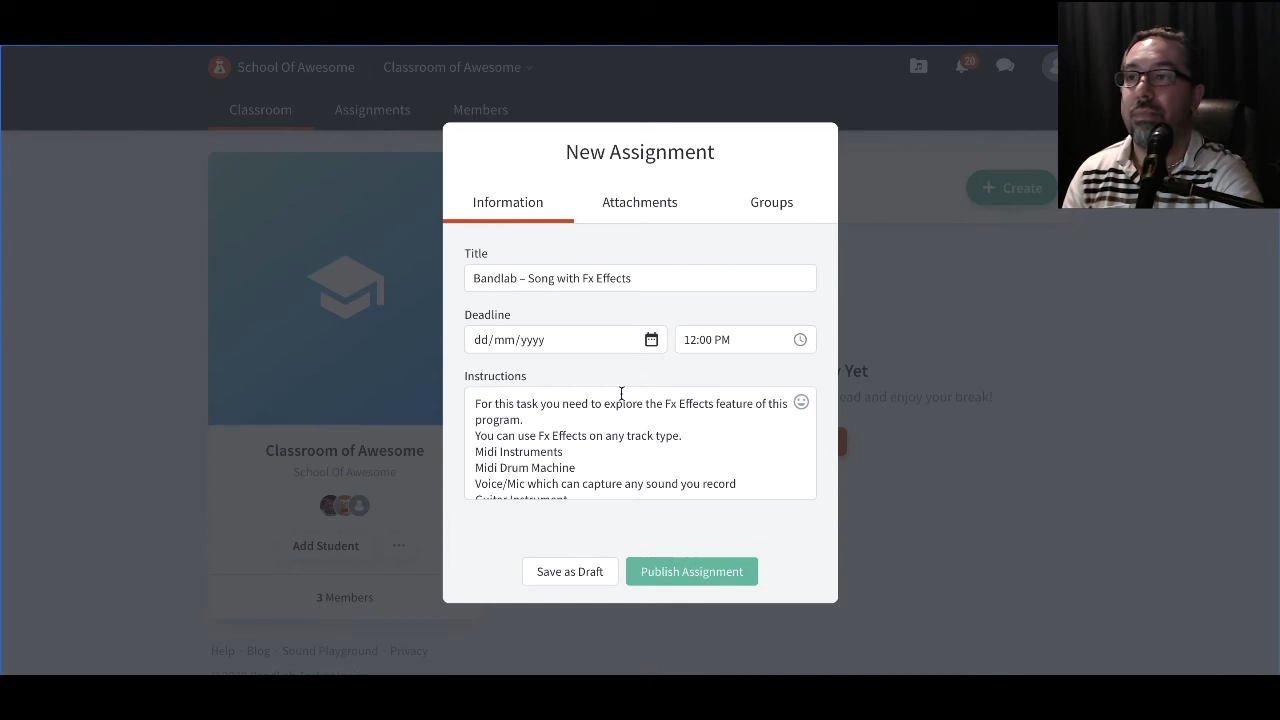 School Of Awesome
Classroom of Awesome
20
Classroom
Assignments
Members
Create
New Assignment
Information
Attachments
Groups
Title
Bandlab – Song with Fx Effects
Deadline
dd/mm/yyyy
12:00 PM
Instructions
For this task you need to explore the Fx Effects feature of this
program.
You can use Fx Effects on any track type.
Midi Instruments
Midi Drum Machine
Voice/Mic which can capture any sound you record
Guitar Instrument
Save as Draft
Publish Assignment
Classroom of Awesome
School Of Awesome
Add Student
3 Members
Yet
and enjoy your beard!
Help · Blog · Sound Playground · Privacy